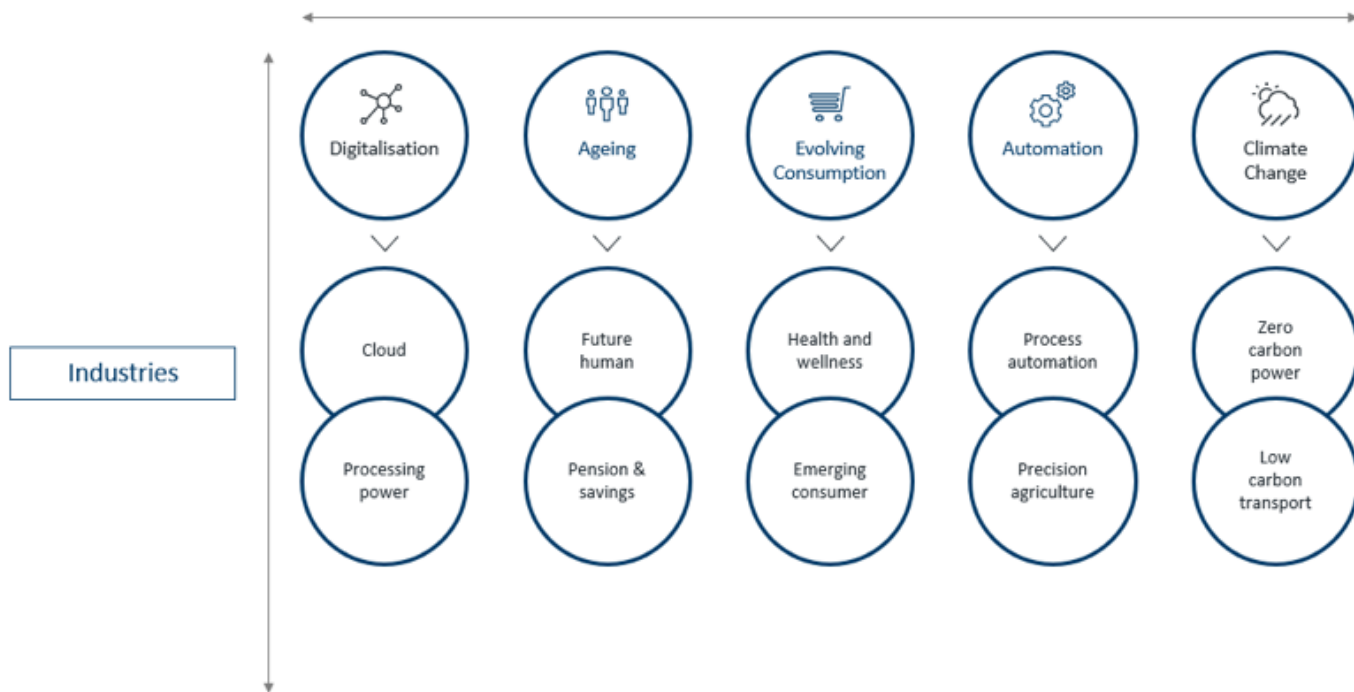 Digitalisation
Ageing
Evolving
Consumption
Automation
Climate
Change
Industries
Cloud
Future
human
Health and
wellness
Process
automation
Zero
carbon
power
Processing
power
Pension &
savings
Emerging
consumer
Precision
agriculture
Low
carbon
transport